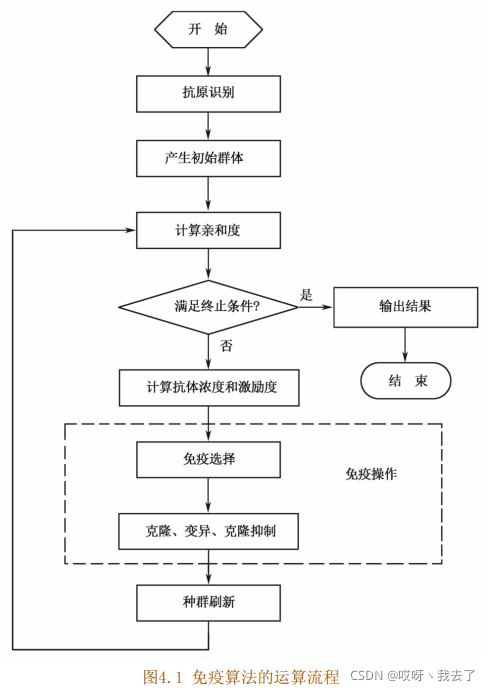 开 始
抗原识别
产生初始群体
计算亲和度
满足终止条件?
是
输出结果
否
结 束
计算抗体浓度和激励度
免疫选择
免疫操作
克隆、变异、克隆抑制
种群刷新
图4.1 免疫算法的运算流程
CSDN @哎呀丶我去了